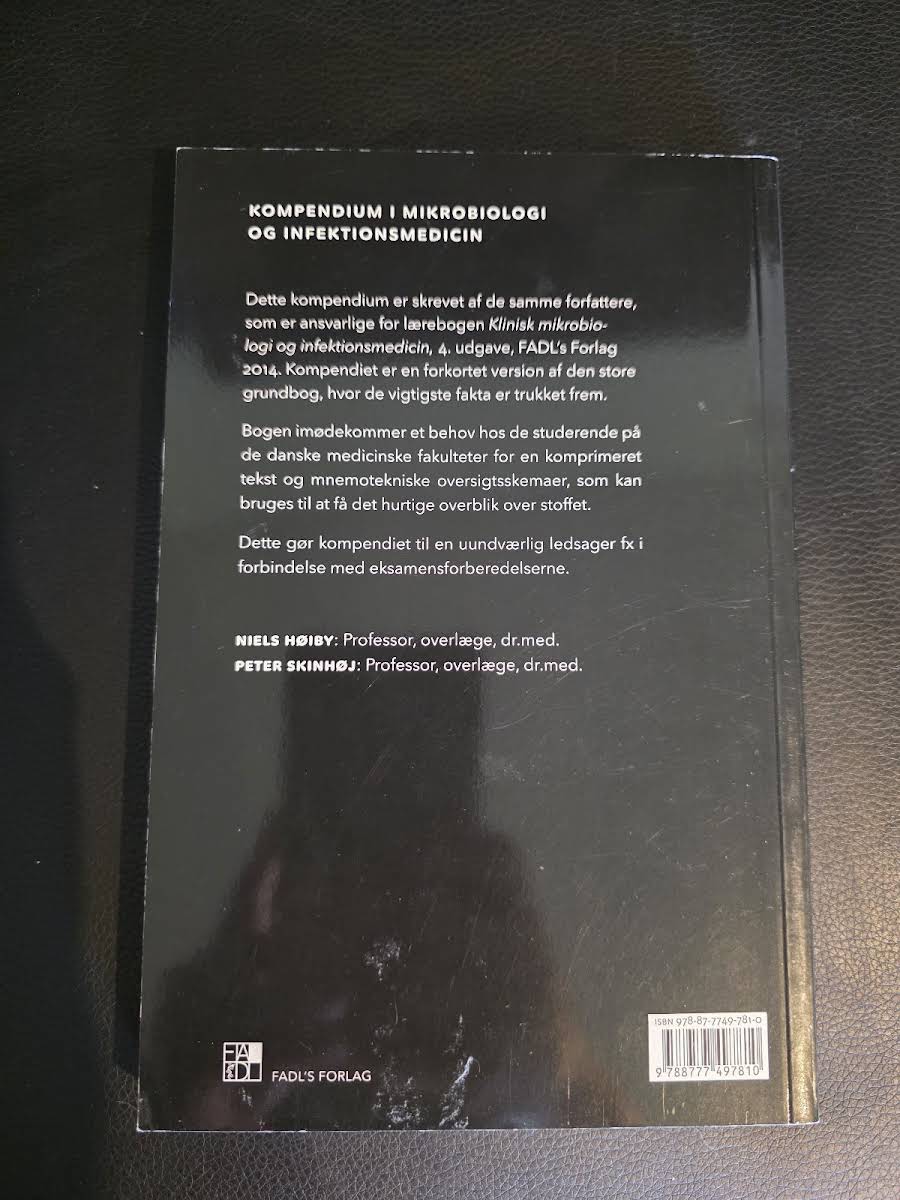 KOMPENDIUM I MIKROBIOLOGI
OG INFEKTIONSMEDICIN
Dette kompendium er skrevet af de samme forfattere,
som er ansvarlige for lærebogen Klinisk mikrobio-
logi og infektionsmedicin, 4. udgave, FADL's Forlag
2014. Kompendiet er en forkortet version af den store
grundbog, hvor de vigtigste fakta er trukket frem.
Bogen imødekommer et behov hos de studerende på
de danske medicinske fakulteter for en komprimeret
tekst og mnemotekniske oversigtsskemaer, som kan
bruges til at få det hurtige overblik over stoffet.
Dette gør kompendiet til en uundværlig ledsager fx i
forbindelse med eksamensforberedelserne.
NIELS HØIBY: Professor, overlæge, dr.med.
PETER SKINHØJ: Professor, overlæge, dr.med.
FADL
FADL'S FORLAG
ISBN 978-87-7749-781-0
9 788777 497810